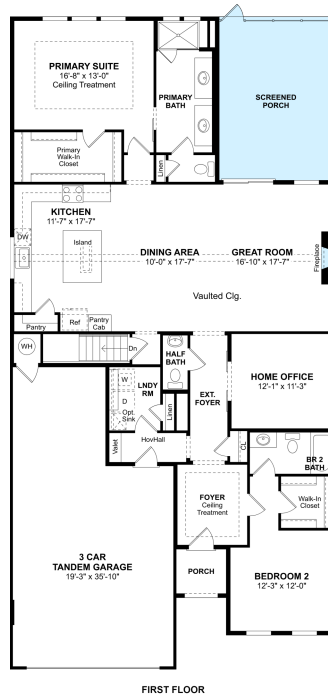 PRIMARY SUITE
16'-8" x 13'-0"
Ceiling Treatment
PRIMARY
BATH
SCREENED
PORCH
Primary
Walk-In
Closet
Linen
KITCHEN
11'-7" x 17'-7"
DW
Island
DINING AREA
10'-0" x 17'-7"
GREAT ROOM
16'-10" x 17'-7"
Fireplace
Vaulted Clg.
Pantry
Ref
Pantry
Cab
WH
Dn
HALF
BATH
HOME OFFICE
12'-1" x 11'-3"
W
D
Opt.
Sink
LNDY
RM
Linen
EXT.
FOYER
Valet
HovHall
CL
BR 2
BATH
FOYER
Ceiling
Treatment
Walk-In
Closet
3 CAR
TANDEM GARAGE
19'-3" x 35'-10"
PORCH
BEDROOM 2
12'-3" x 12'-0"
FIRST FLOOR